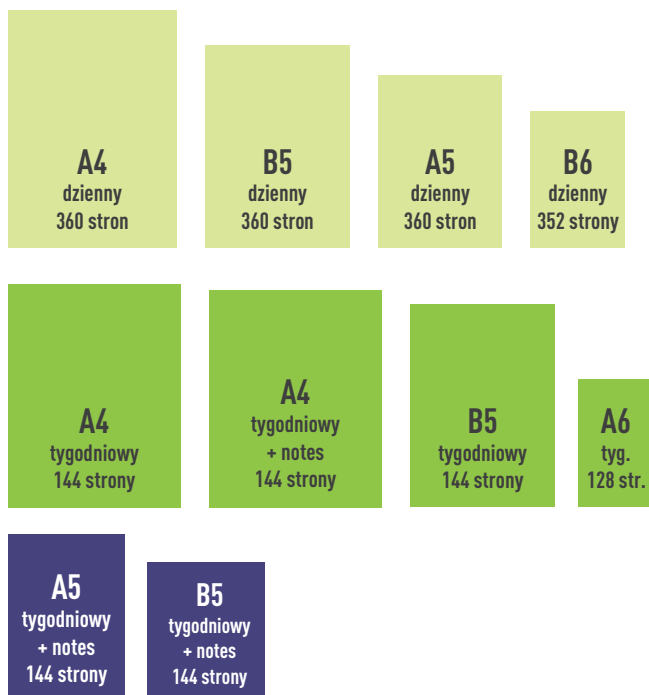 A4
dzienny
360 stron
B5
dzienny
360 stron
A5
dzienny
360 stron
B6
dzienny
352 strony
A4
tygodniowy
144 strony
A4
tygodniowy
+ notes
144 strony
B5
tygodniowy
144 strony
A6
tyg.
128 str.
A5
tygodniowy
+ notes
144 strony
B5
tygodniowy
+ notes
144 strony